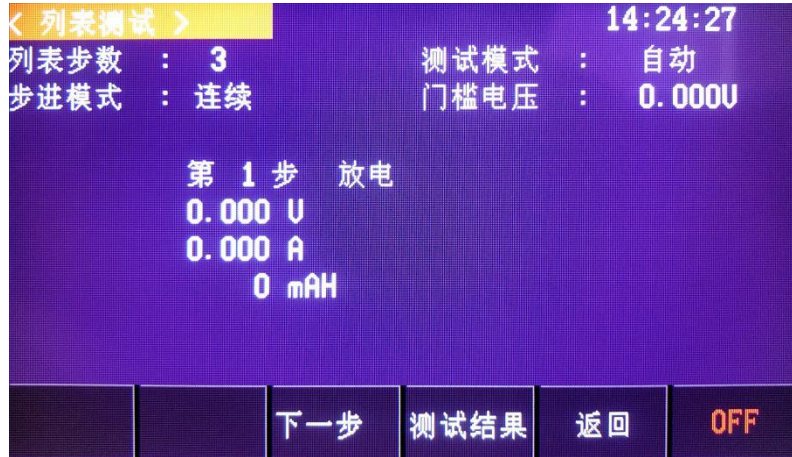 < 列表测试 > 14:24:27
列表步数 : 3 测试模式 : 自动
步进模式 : 连续 门槛电压 : 0.000V
第 1 步 放电
0.000 V
0.000 A
0 mAH
下一步 测试结果 返回 OFF